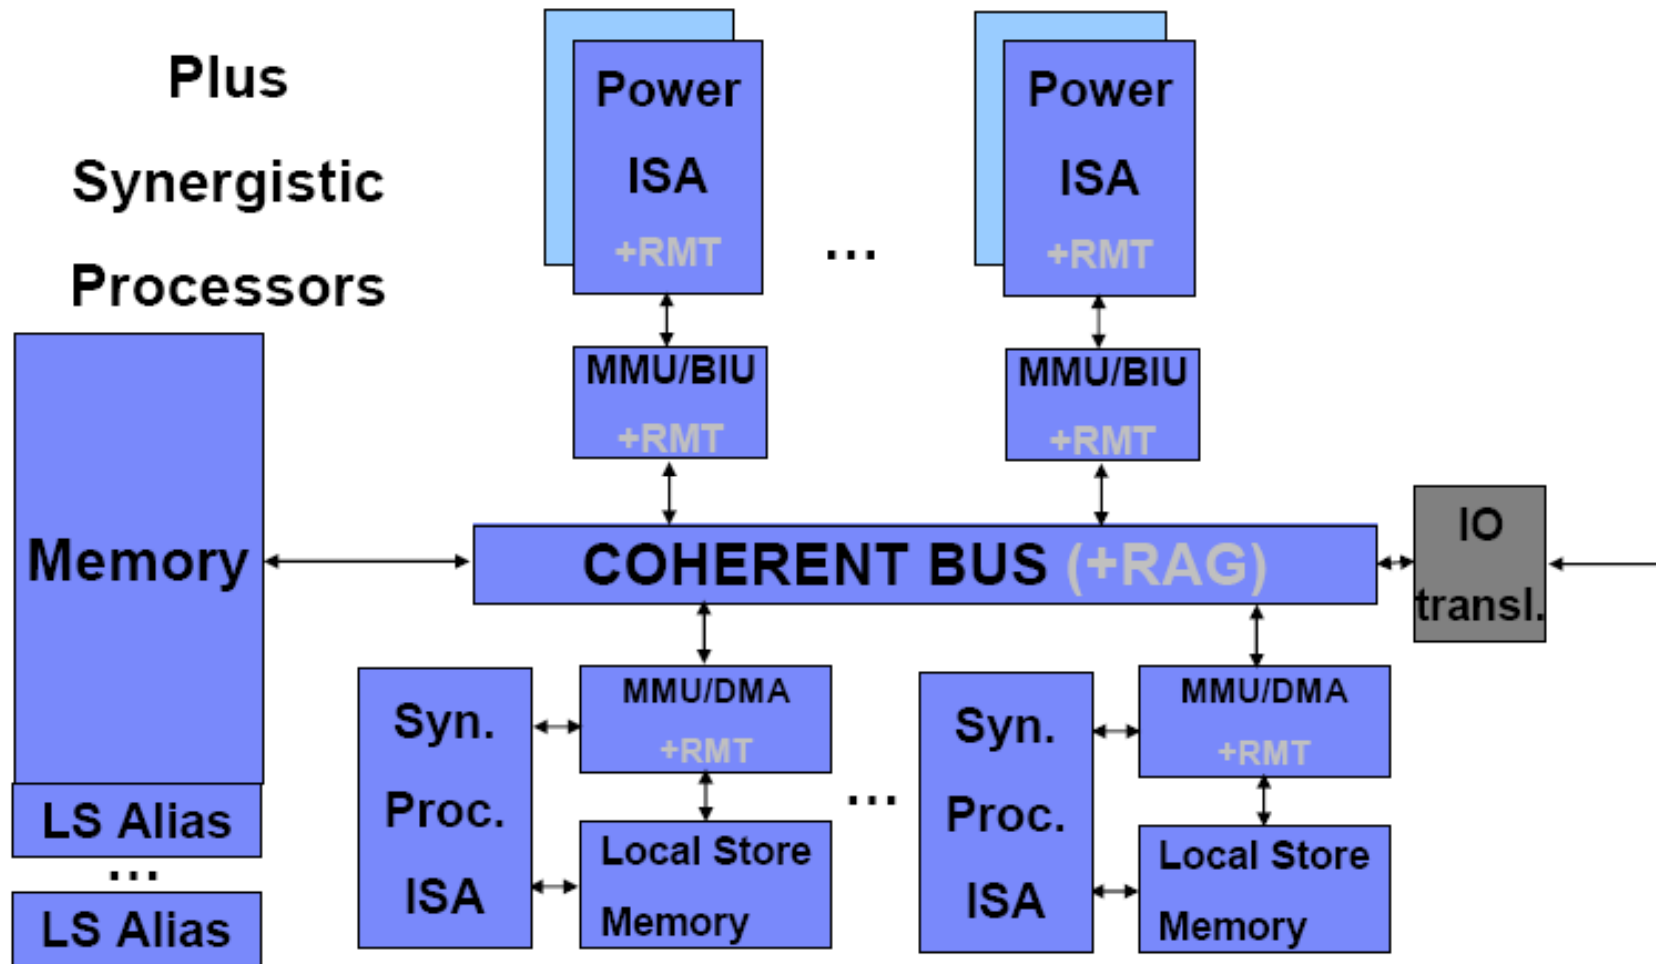 Plus
Synergistic
Processors
Power
ISA
+RMT
...
Power
ISA
+RMT
MMU/BIU
+RMT
MMU/BIU
+RMT
Memory
COHERENT BUS (+RAG)
IO
transl.
LS Alias
...
LS Alias
Syn.
Proc.
ISA
MMU/DMA
+RMT
Local Store
Memory
...
Syn.
Proc.
ISA
MMU/DMA
+RMT
Local Store
Memory